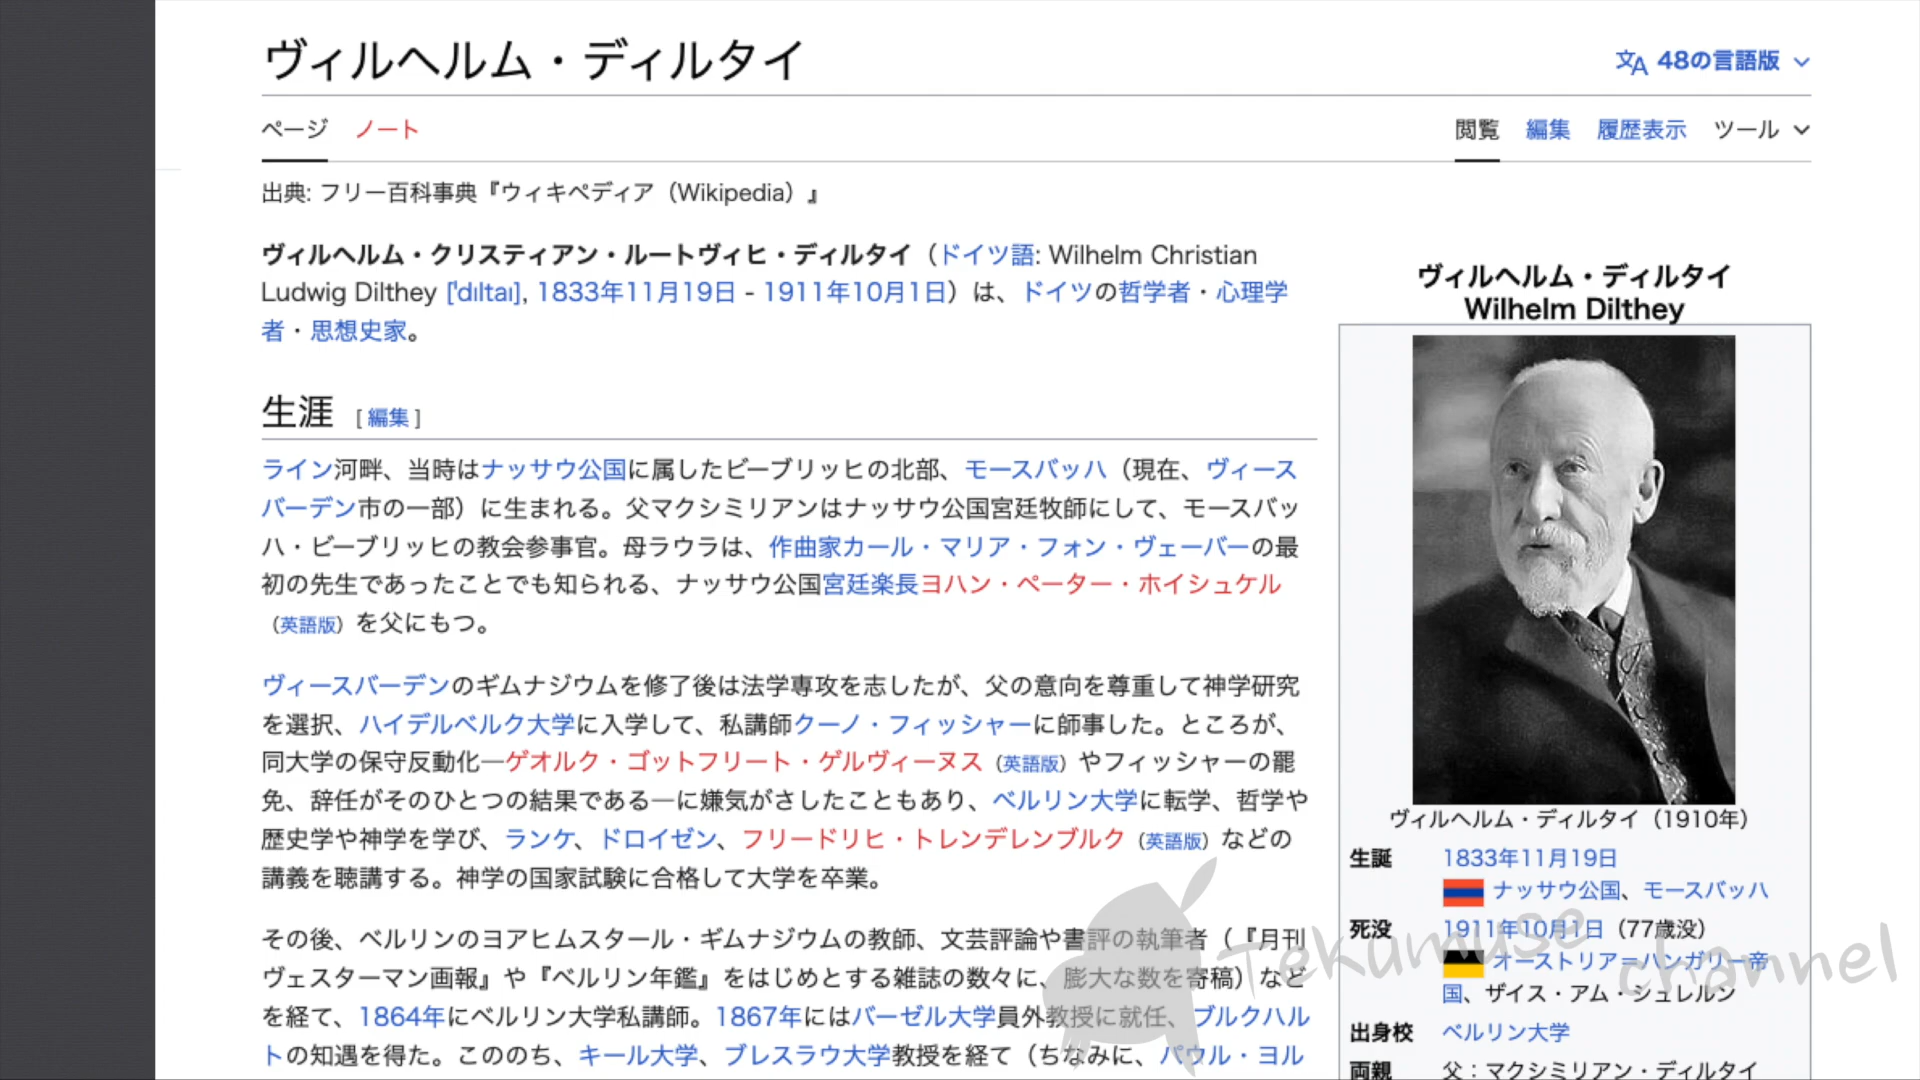 ヴィルヘルム・ディルタイ
48の言語版
ページ ノート
閲覧 編集 履歴表示 ツール
出典: フリー百科事典『ウィキペディア（Wikipedia）』
ヴィルヘルム・クリスティアン・ルートヴィヒ・ディルタイ（ドイツ語: Wilhelm Christian
Ludwig Dilthey [ˈdɪltaɪ], 1833年11月19日 - 1911年10月1日）は、ドイツの哲学者・心理学
者・思想史家。
生涯 [ 編集 ]
ライン河畔、当時はナッサウ公国に属したビーブリッヒの北部、モースバッハ（現在、ヴィース
バーデン市の一部）に生まれる。父マクシミリアンはナッサウ公国宮廷牧師にして、モースバッ
ハ・ビーブリッヒの教会参事官。母ラウラは、作曲家カール・マリア・フォン・ヴェーバーの最
初の先生であったことでも知られる、ナッサウ公国宮廷楽長ヨハン・ペーター・ホイシュケル
（英語版）を父にもつ。
ヴィースバーデンのギムナジウムを修了後は法学専攻を志したが、父の意向を尊重して神学研究
を選択、ハイデルベルク大学に入学して、私講師クーノ・フィッシャーに師事した。ところが、
同大学の保守反動化―ゲオルク・ゴットフリート・ゲルヴィーヌス（英語版）やフィッシャーの罷
免、辞任がそのひとつの結果である―に嫌気がさしたこともあり、ベルリン大学に転学、哲学や
歴史学や神学を学び、ランケ、ドロイゼン、フリードリヒ・トレンデレンブルク（英語版）などの
講義を聴講する。神学の国家試験に合格して大学を卒業。
その後、ベルリンのヨアヒムスタール・ギムナジウムの教師、文芸評論や書評の執筆者（『月刊
ヴェスターマン画報』や『ベルリン年鑑』をはじめとする雑誌の数々に、膨大な数を寄稿）など
を経て、1864年にベルリン大学私講師。1867年にはバーゼル大学員外教授に就任、ブルクハル
トの知遇を得た。こののち、キール大学、ブレスラウ大学教授を経て（ちなみに、パウル・ヨル
ヴィルヘルム・ディルタイ
Wilhelm Dilthey
ヴィルヘルム・ディルタイ（1910年）
生誕 1833年11月19日
ナッサウ公国、モースバッハ
死没 1911年10月1日（77歳没）
オーストリア＝ハンガリー帝
国、ザイス・アム・シュレルン
出身校 ベルリン大学
両親 父：マクシミリアン・ディルタイ
Tekumuse channel